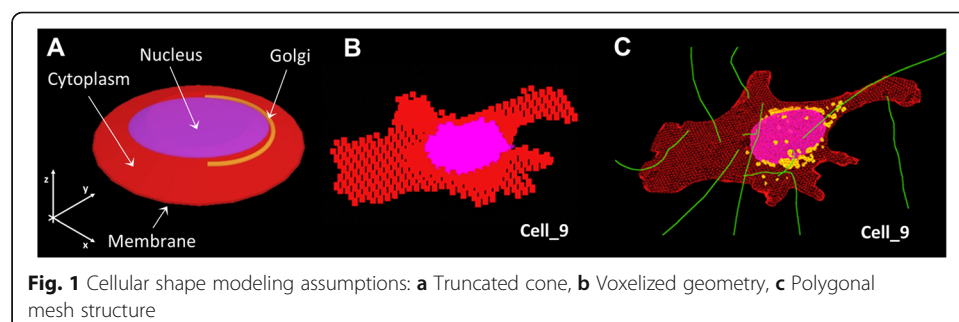 A
Nucleus
Golgi
Cytoplasm
z
y
x
Membrane
B
Cell_9
C
Cell_9
Fig. 1 Cellular shape modeling assumptions: a Truncated cone, b Voxelized geometry, c Polygonal
mesh structure